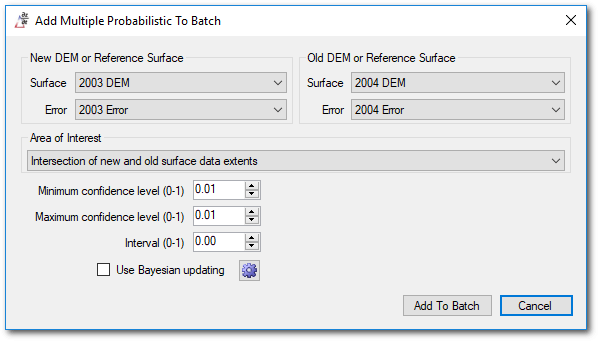 Add Multiple Probabilistic To Batch
New DEM or Reference Surface
Surface 2003 DEM
Error 2003 Error
Old DEM or Reference Surface
Surface 2004 DEM
Error 2004 Error
Area of Interest
Intersection of new and old surface data extents
Minimum confidence level (0-1) 0.01
Maximum confidence level (0-1) 0.01
Interval (0-1) 0.00
Use Bayesian updating
Add To Batch Cancel